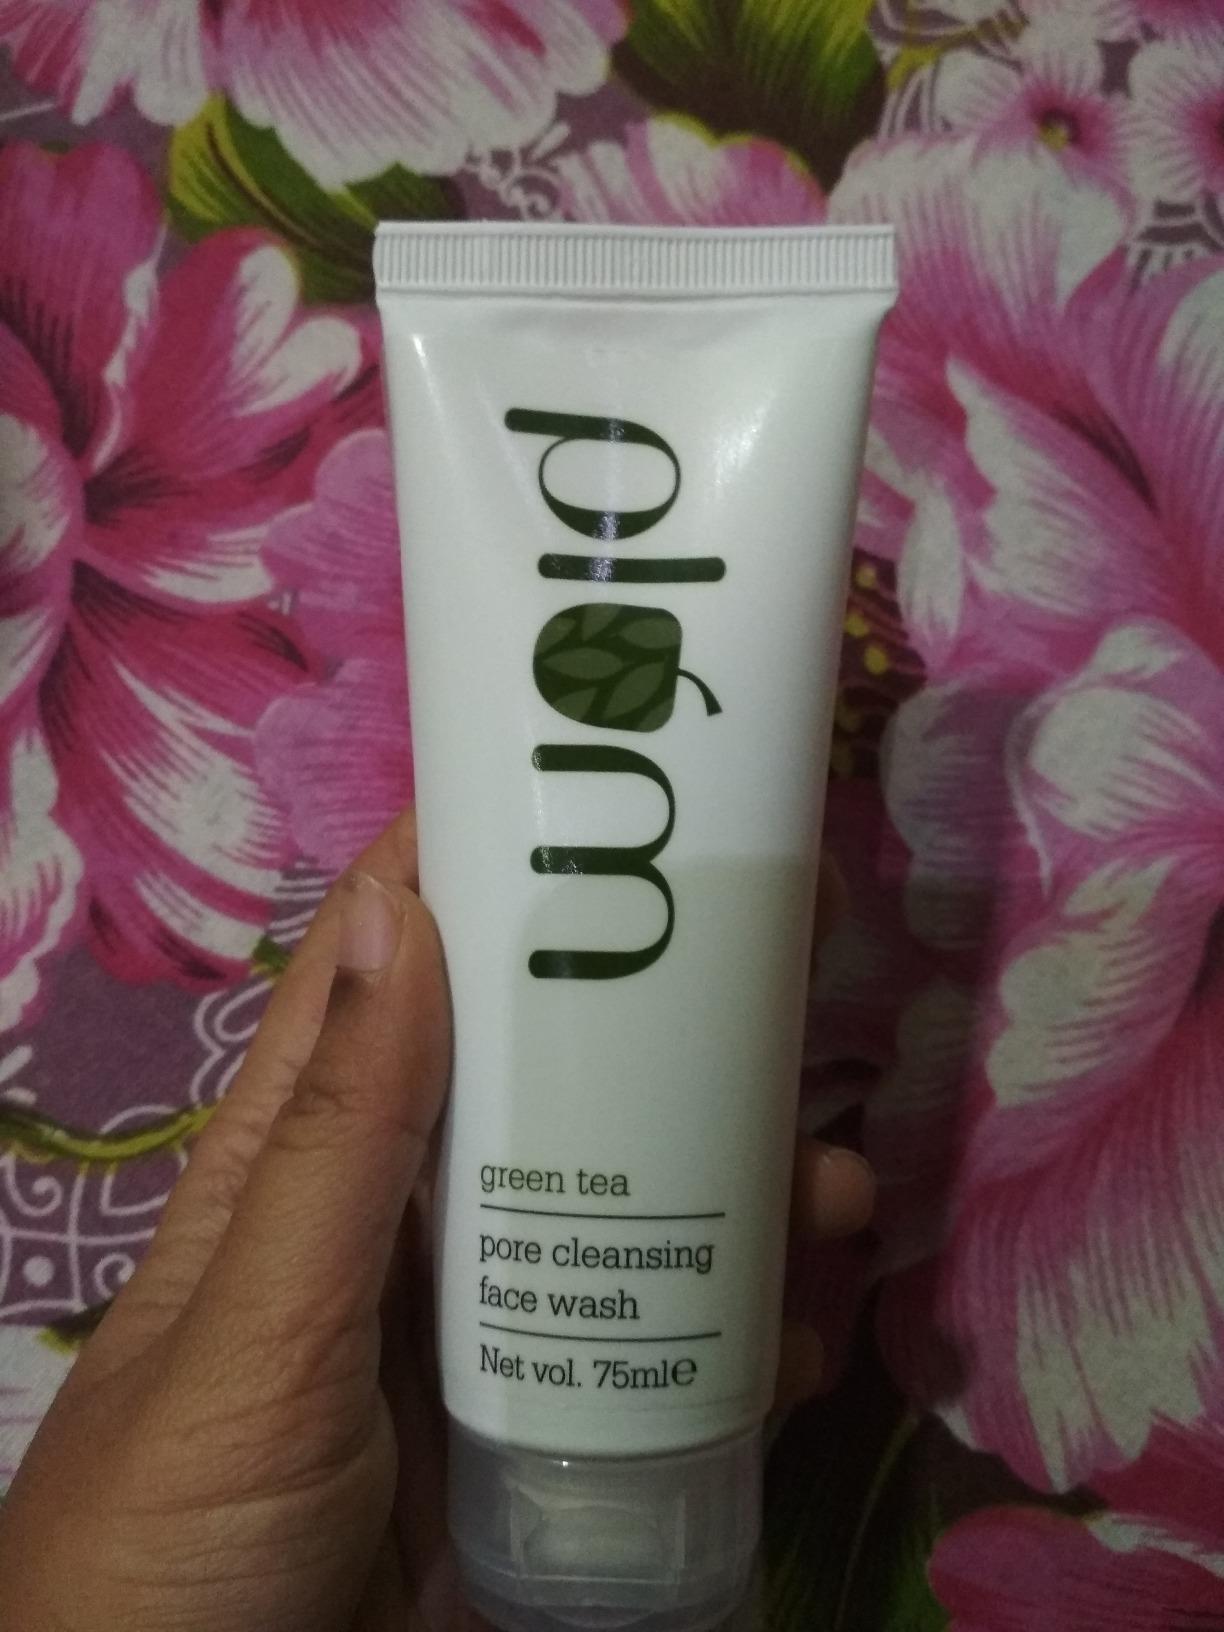 plum
green tea
pore cleansing
face wash
Net vol. 75ml℮